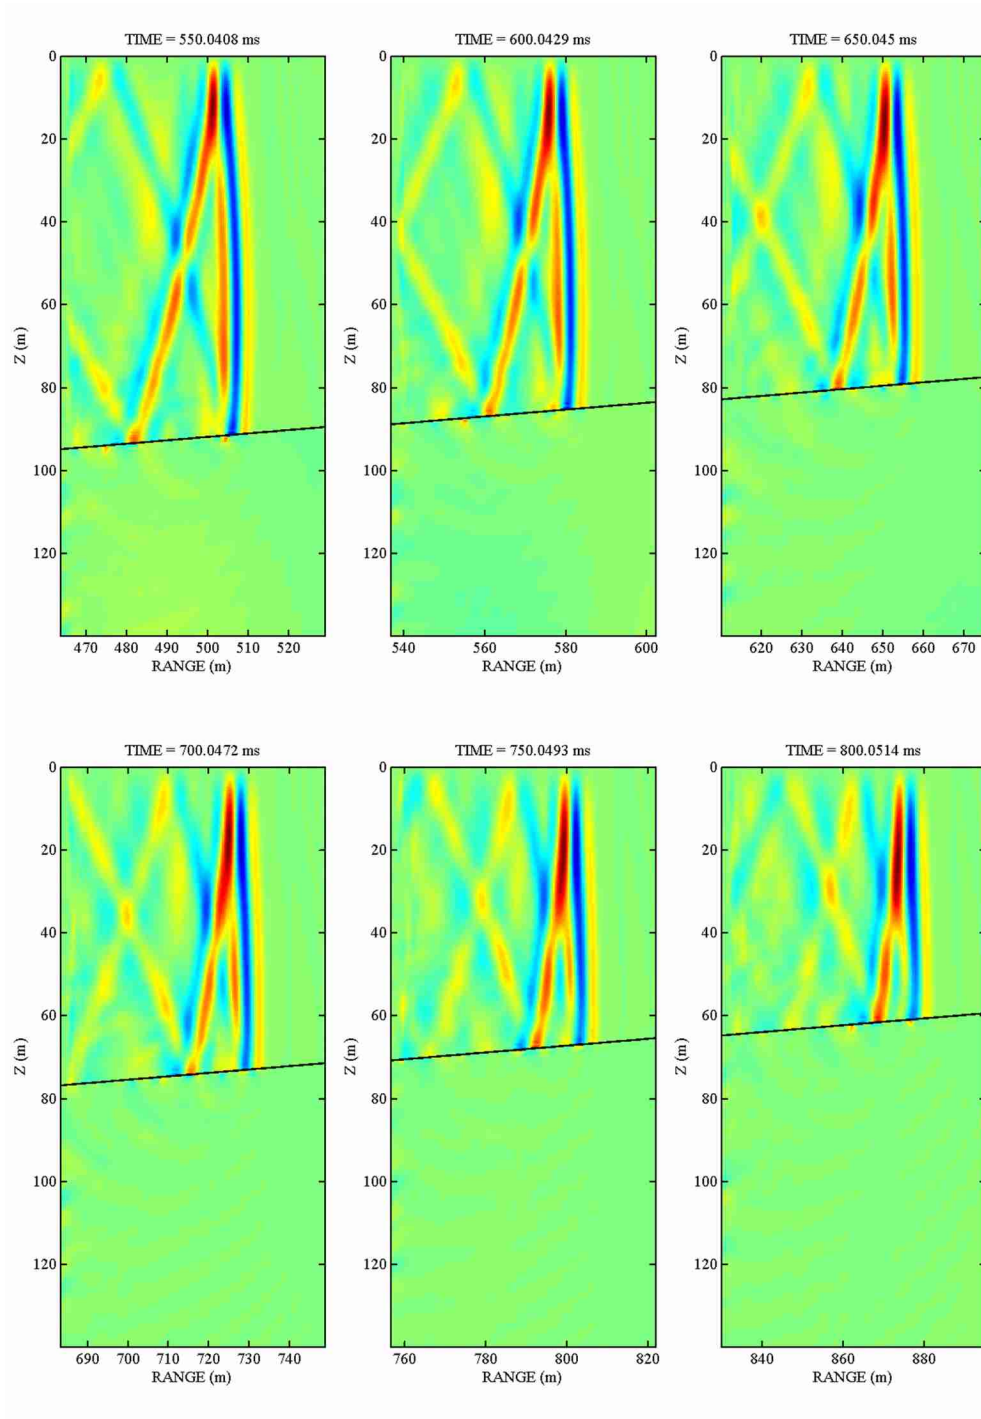 TIME = 550.0408 ms
TIME = 600.0429 ms
TIME = 650.045 ms
0
20
40
60
80
100
120
Z (m)
470 480 490 500 510 520
RANGE (m)
0
20
40
60
80
100
120
Z (m)
540 560 580 600
RANGE (m)
0
20
40
60
80
100
120
Z (m)
620 630 640 650 660 670
RANGE (m)
TIME = 700.0472 ms
TIME = 750.0493 ms
TIME = 800.0514 ms
0
20
40
60
80
100
120
Z (m)
690 700 710 720 730 740
RANGE (m)
0
20
40
60
80
100
120
Z (m)
760 780 800 820
RANGE (m)
0
20
40
60
80
100
120
Z (m)
840 860 880
RANGE (m)